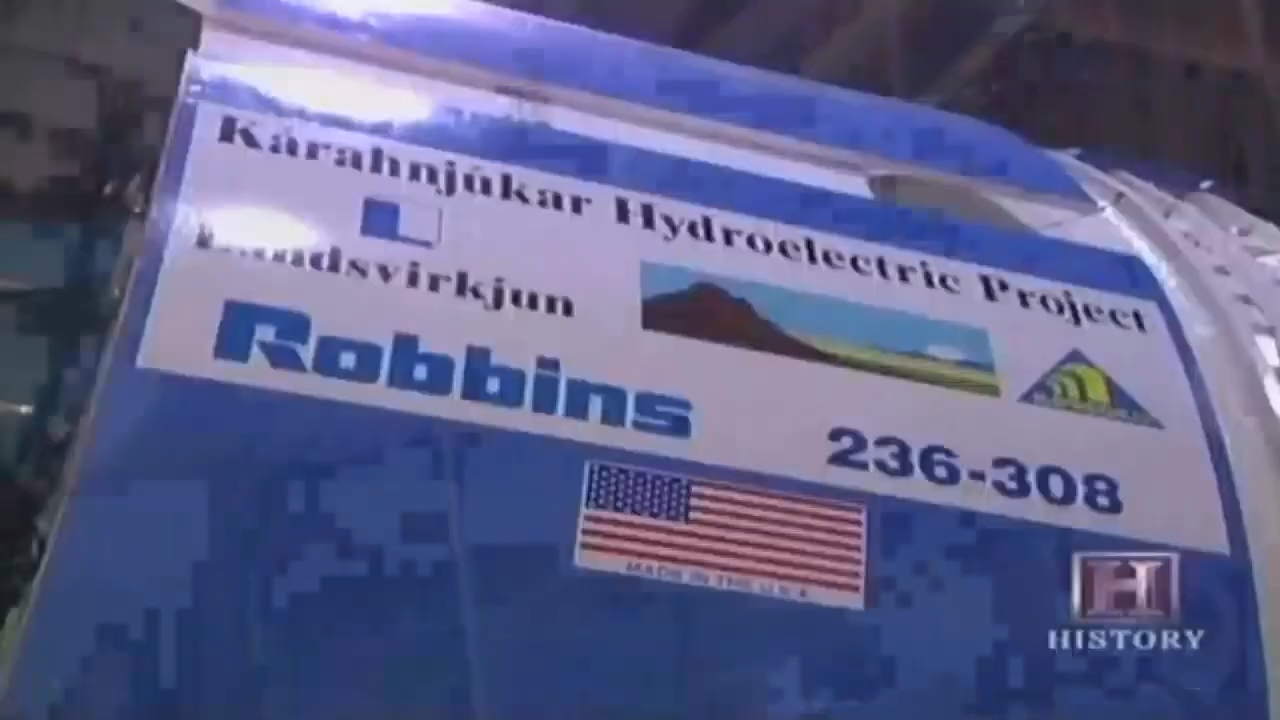 Kárahnjúkar Hydroelectric Project
Landsvirkjun
Robbins
236-308
MADE IN THE U.S.A.
H
HISTORY